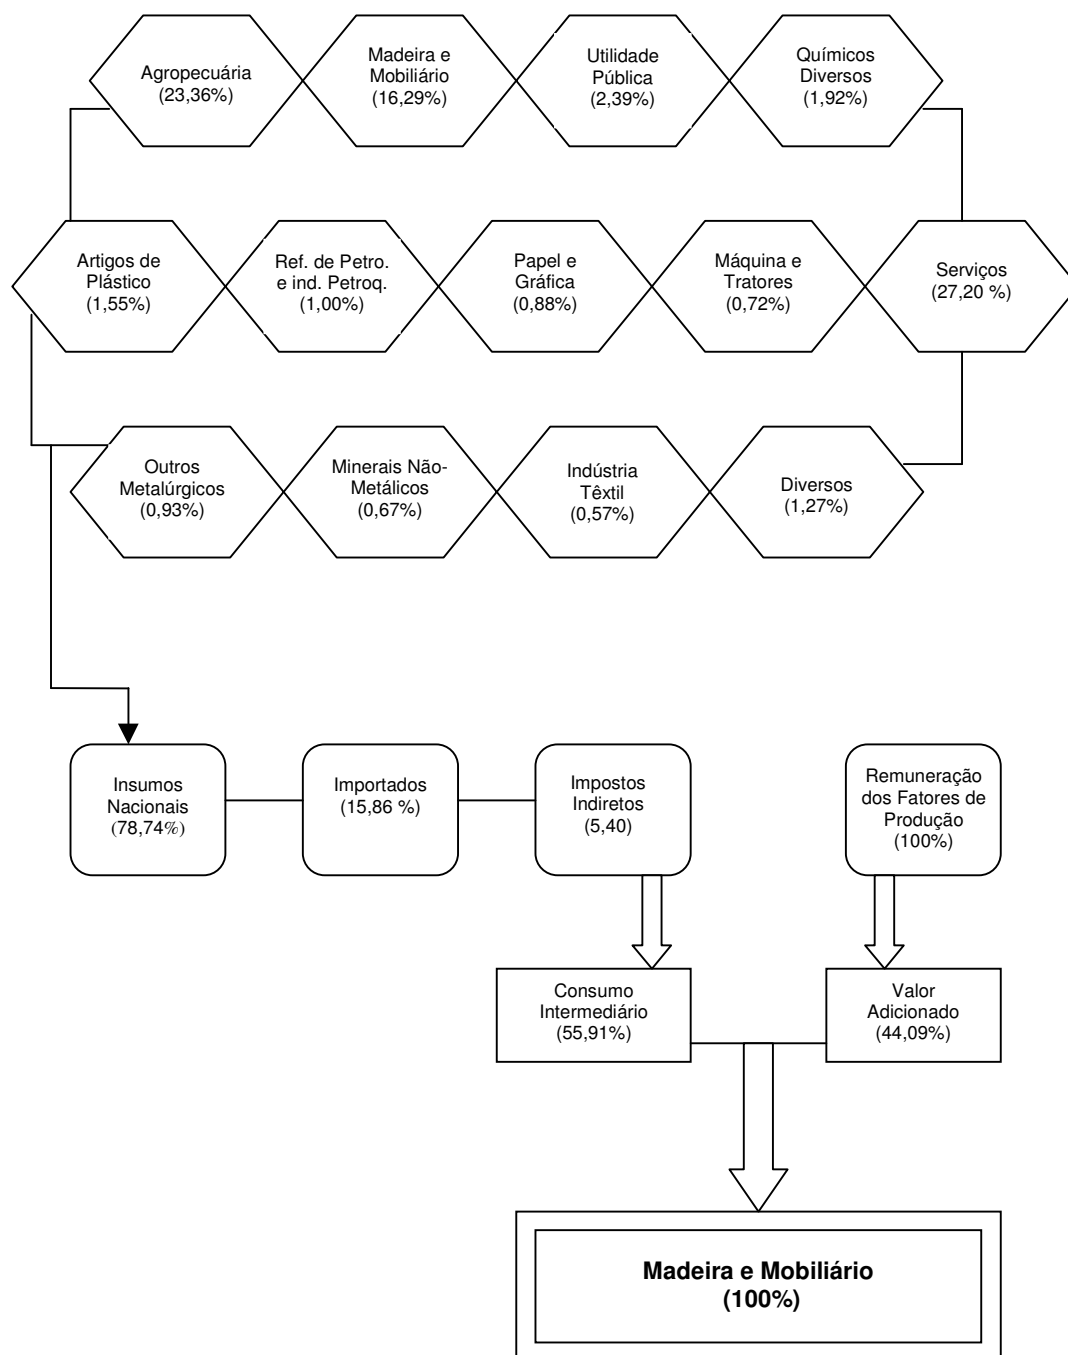 Agropecuária
(23,36%)
Madeira e
Mobiliário
(16,29%)
Utilidade
Pública
(2,39%)
Químicos
Diversos
(1,92%)
Artigos de
Plástico
(1,55%)
Ref. de Petro.
e ind. Petroq.
(1,00%)
Papel e
Gráfica
(0,88%)
Máquina e
Tratores
(0,72%)
Serviços
(27,20 %)
Outros
Metalúrgicos
(0,93%)
Minerais Não-
Metálicos
(0,67%)
Indústria
Têxtil
(0,57%)
Diversos
(1,27%)
Insumos
Nacionais
(78,74%)
Importados
(15,86 %)
Impostos
Indiretos
(5,40)
Remuneração
dos Fatores de
Produção
(100%)
Consumo
Intermediário
(55,91%)
Valor
Adicionado
(44,09%)
Madeira e Mobiliário
(100%)